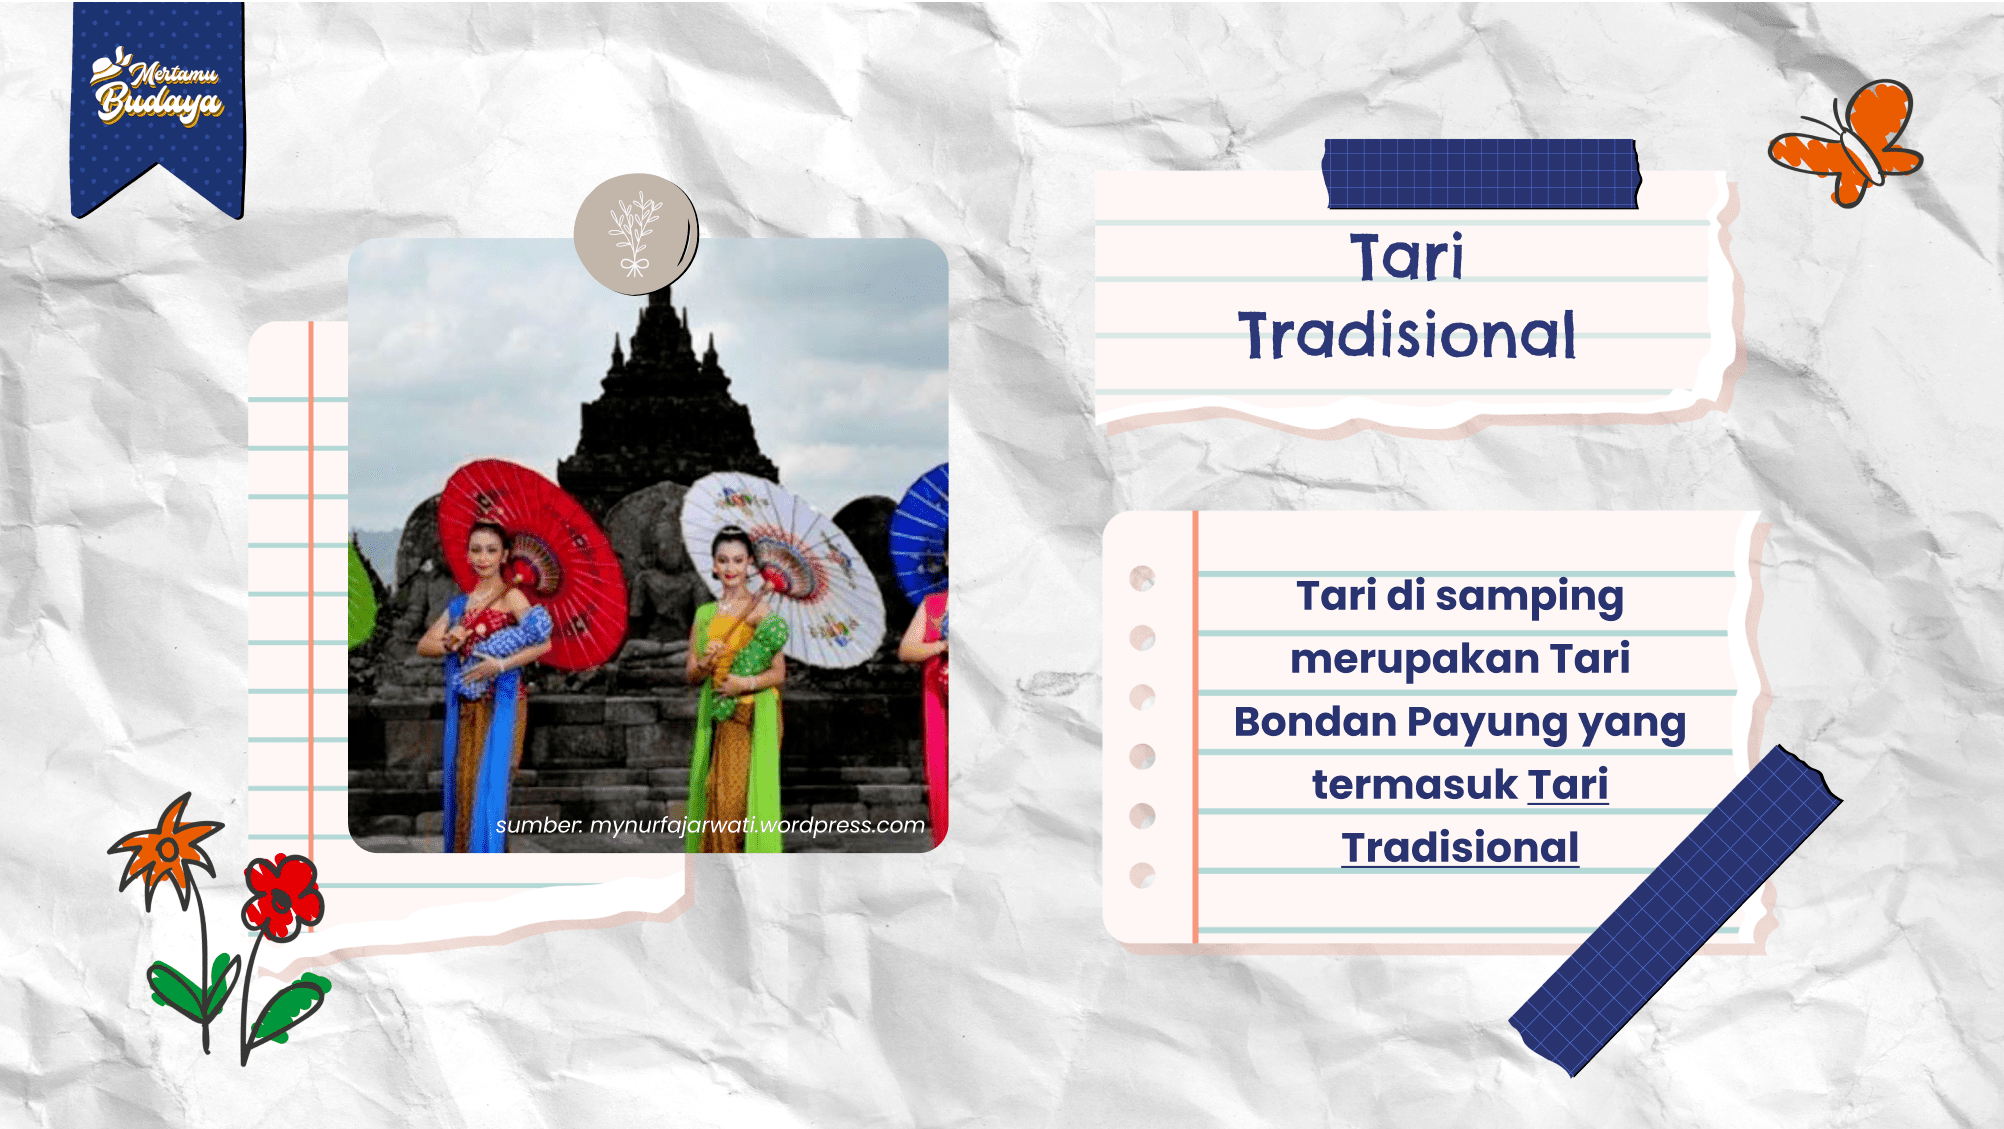 Mertamu
Budaya
Tari
Tradisional
sumber: mynurfajarwati.wordpress.com
Tari di samping
merupakan Tari
Bondan Payung yang
termasuk Tari
Tradisional